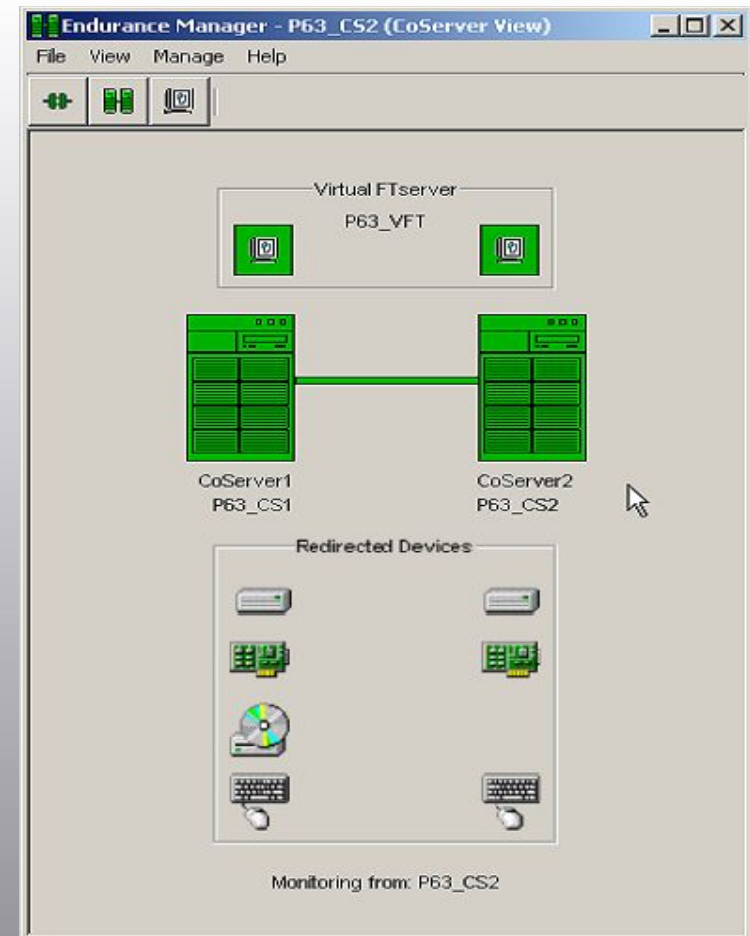 Endurance Manager - P63_CS2 (CoServer View)
File View Manage Help
Virtual FTserver
P63_VFT
CoServer1 CoServer2
P63_CS1 P63_CS2
Redirected Devices
Monitoring from: P63_CS2